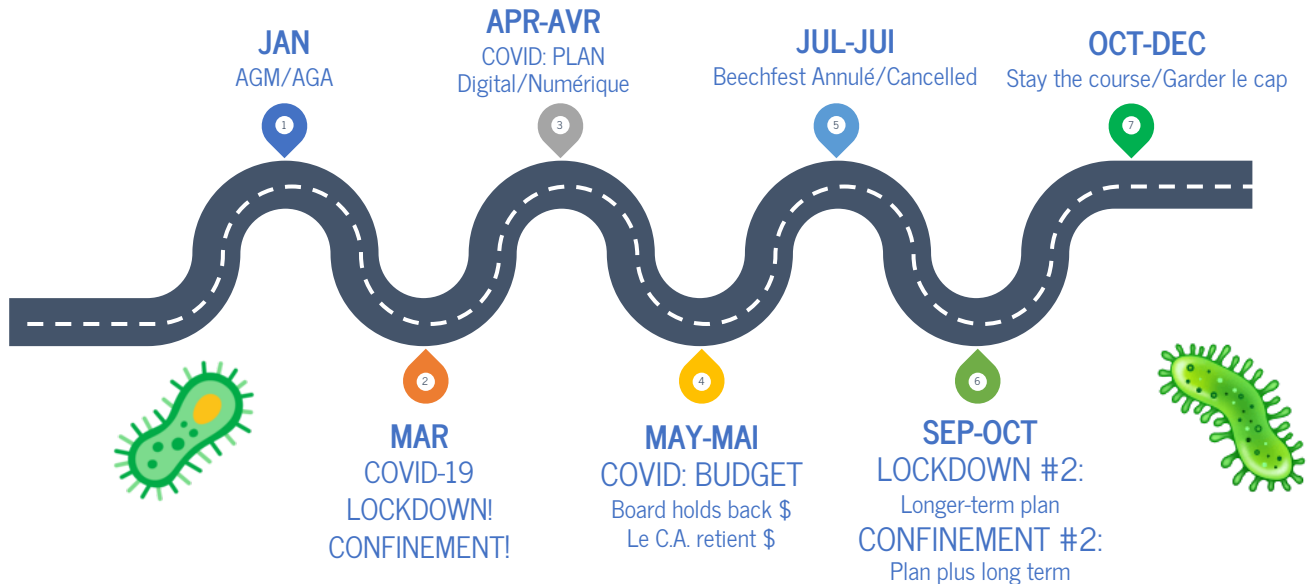 JAN
AGM/AGA
1
MAR
COVID-19
LOCKDOWN!
CONFINEMENT!
2
APR-AVR
COVID: PLAN
Digital/Numérique
3
MAY-MAI
COVID: BUDGET
Board holds back $
Le C.A. retient $
4
JUL-JUI
Beechfest Annulé/Cancelled
5
SEP-OCT
LOCKDOWN #2:
Longer-term plan
CONFINEMENT #2:
Plan plus long term
6
OCT-DEC
Stay the course/Garder le cap
7